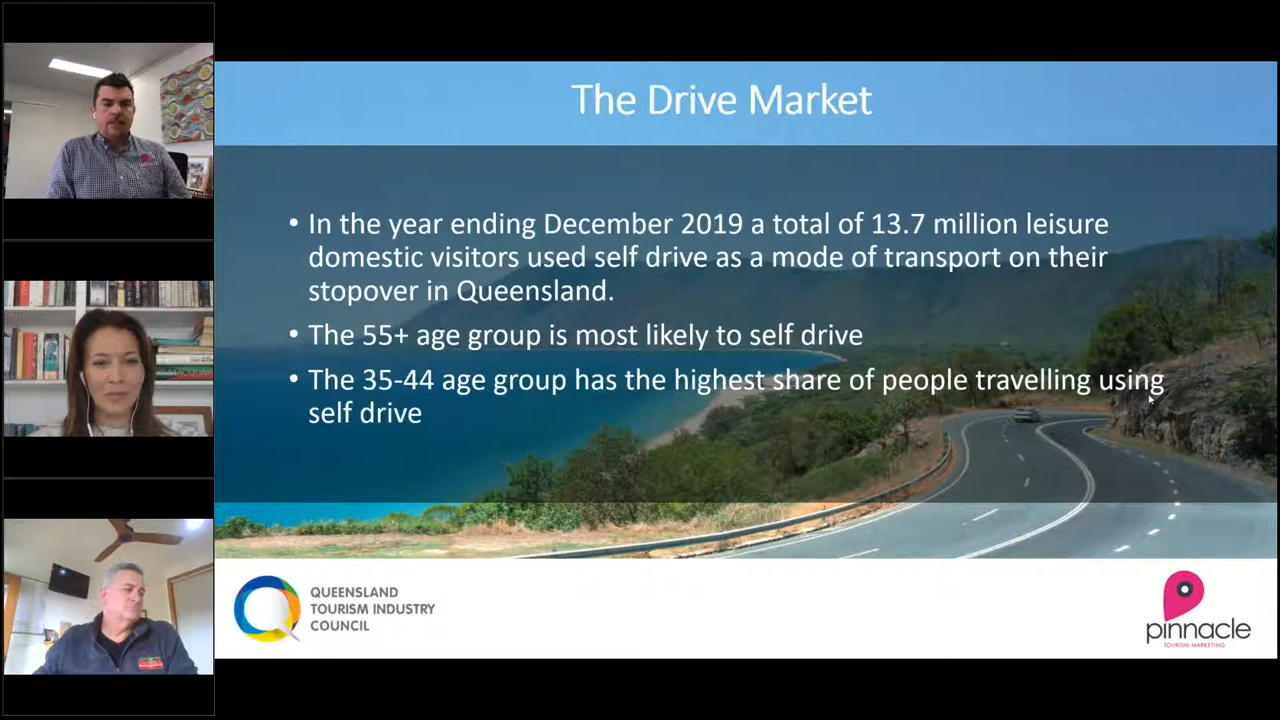 The Drive Market
• In the year ending December 2019 a total of 13.7 million leisure
domestic visitors used self drive as a mode of transport on their
stopover in Queensland.
• The 55+ age group is most likely to self drive
• The 35-44 age group has the highest share of people travelling using
self drive
QUEENSLAND
TOURISM INDUSTRY
COUNCIL
pinnacle
TOURISM MARKETING